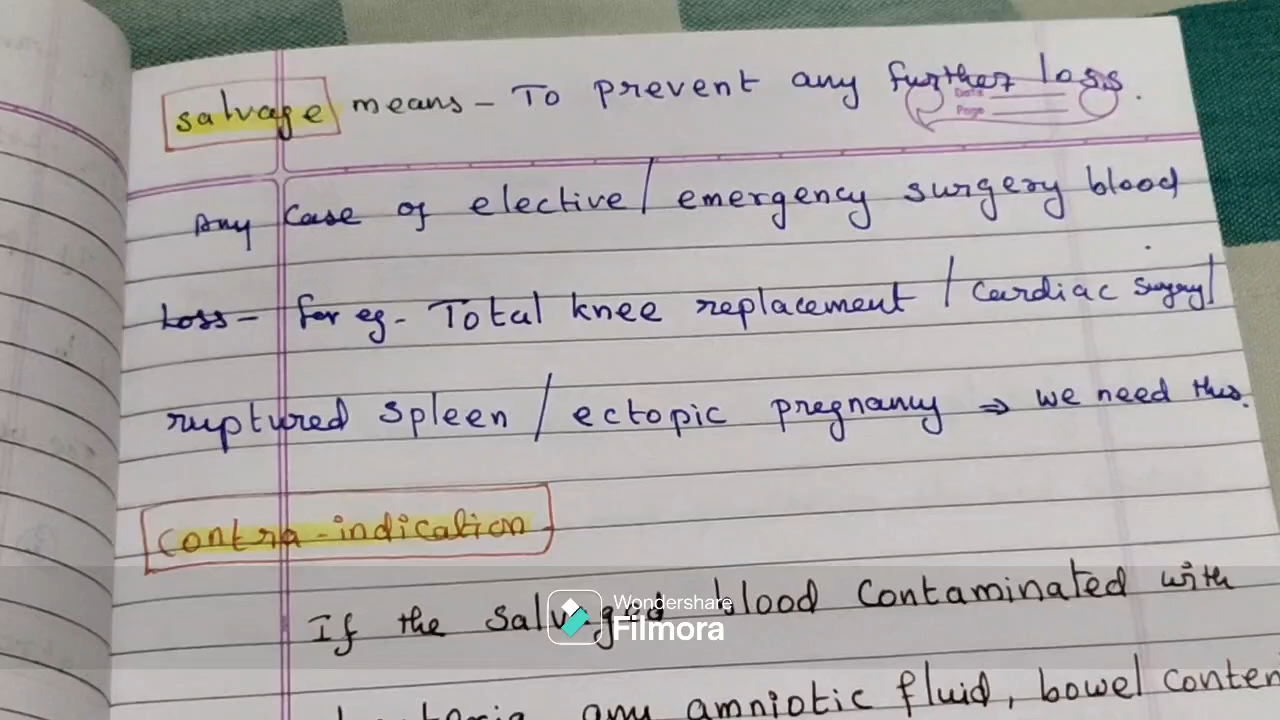 salvage means - To prevent any further loss.
Date
Page
Any Case of elective/ emergency surgery blood
Loss - for eg. Total knee replacement / Cardiac surgery/
ruptured spleen / ectopic pregnancy ⇒ we need this.
Contra-indication
If the salvaged blood Contaminated with
any amniotic fluid, bowel conten
Wondershare
Filmora